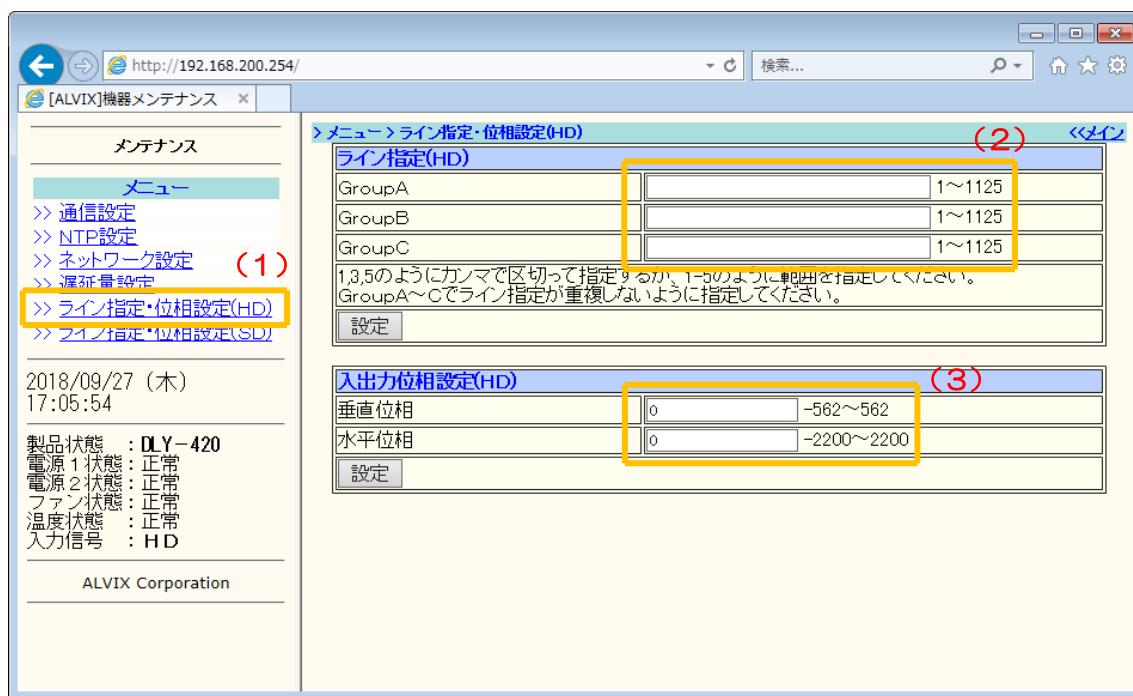 http://192.168.200.254/
検索...
[ALVIX]機器メンテナンス ×
メンテナンス
メニュー
>> 通信設定
>> NTP設定
>> ネットワーク設定
(1)
>> 遅延量設定
>> ライン指定・位相設定(HD)
>> ライン指定・位相設定(SD)
2018/09/27 (木)
17:05:54
製品状態 :DLY-420
電源1状態:正常
電源2状態:正常
ファン状態:正常
温度状態 :正常
入力信号 :HD
ALVIX Corporation
> メニュー > ライン指定・位相設定(HD)
(2)
<<メイン
ライン指定(HD)
GroupA 1~1125
GroupB 1~1125
GroupC 1~1125
1,3,5のようにカンマで区切って指定するか、1-5のように範囲を指定してください。
GroupA~Cでライン指定が重複しないように指定してください。
設定
入出力位相設定(HD)
(3)
垂直位相 0 -562~562
水平位相 0 -2200~2200
設定